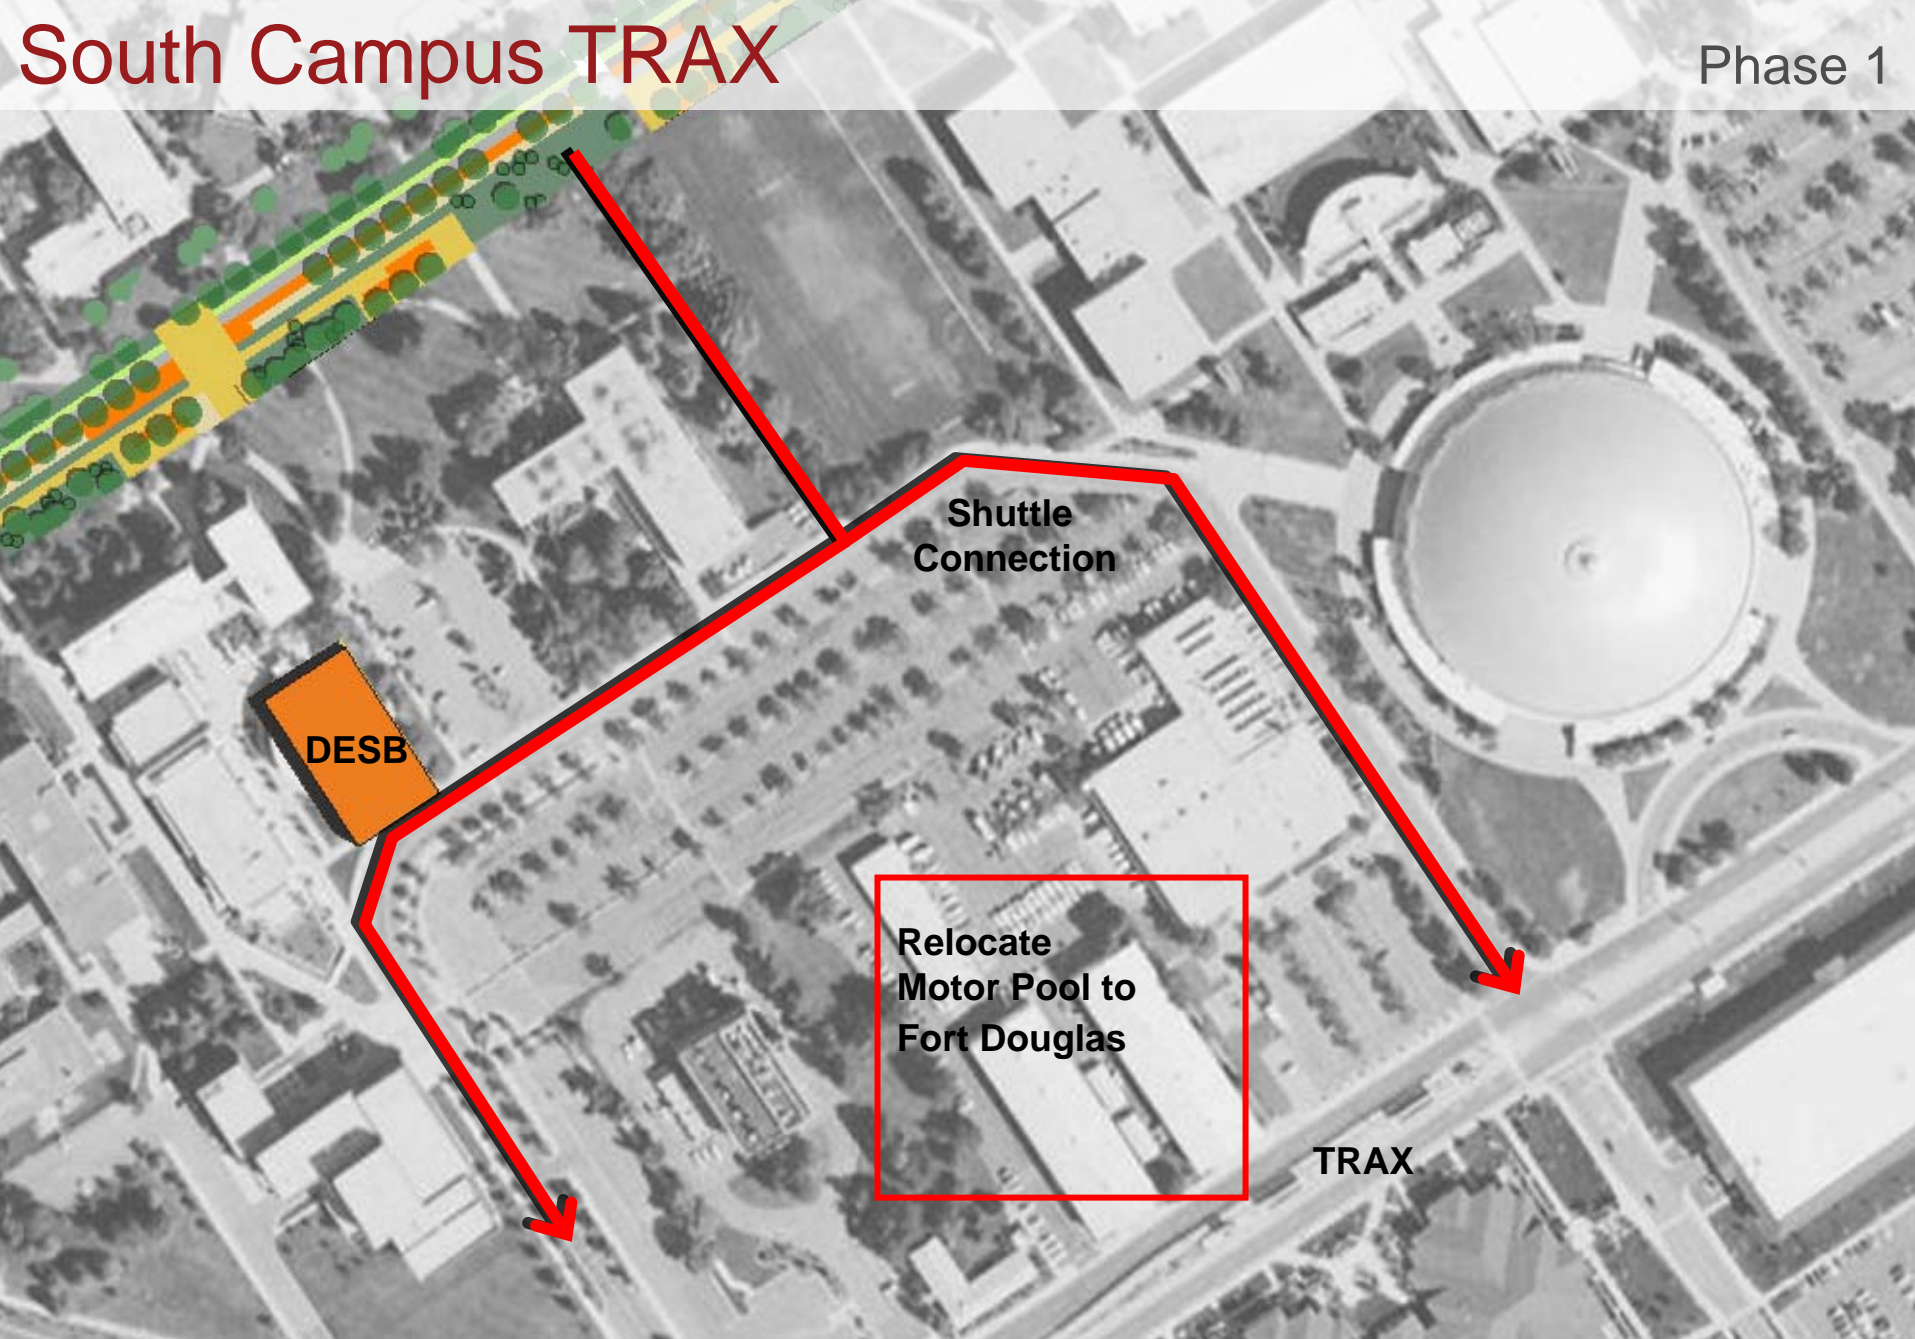 South Campus TRAX
Phase 1
Shuttle
Connection
DESB
Relocate
Motor Pool to
Fort Douglas
TRAX